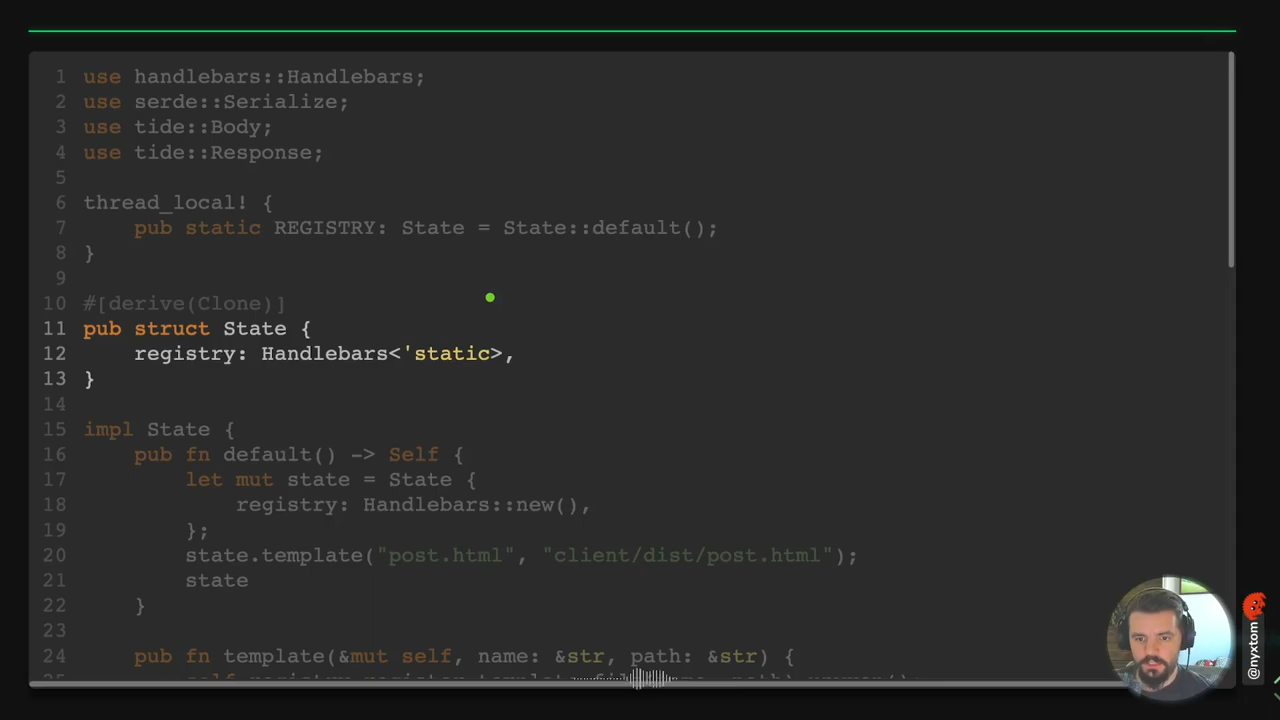 1 use handlebars::Handlebars;
2 use serde::Serialize;
3 use tide::Body;
4 use tide::Response;
5
6 thread_local! {
7     pub static REGISTRY: State = State::default();
8 }
9
10 #[derive(Clone)]
11 pub struct State {
12     registry: Handlebars<'static>,
13 }
14
15 impl State {
16     pub fn default() -> Self {
17         let mut state = State {
18             registry: Handlebars::new(),
19         };
20         state.template("post.html", "client/dist/post.html");
21         state
22     }
23
24     pub fn template(&mut self, name: &str, path: &str) {
@nyxtom